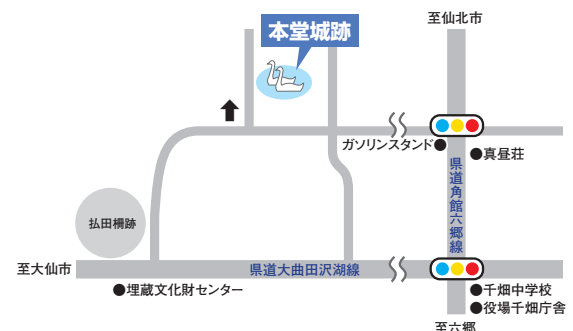 至仙北市
本堂城跡
ガソリンスタンド●
●真昼荘
県道角館六郷線
払田柵跡
至大仙市
県道大曲田沢湖線
●埋蔵文化財センター
●千畑中学校
●役場千畑庁舎
至六郷